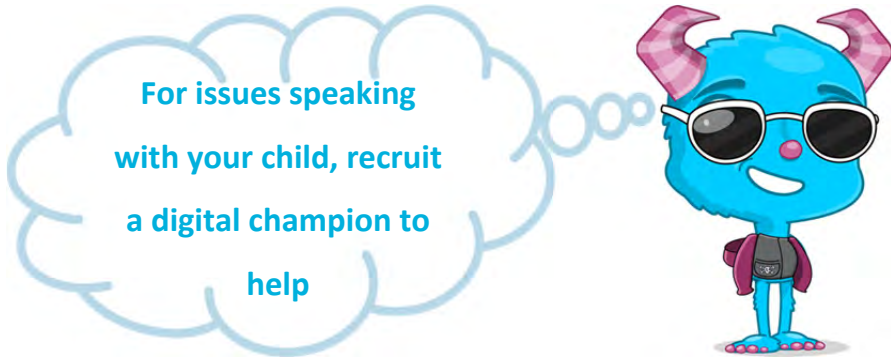 For issues speaking
with your child, recruit
a digital champion to
help